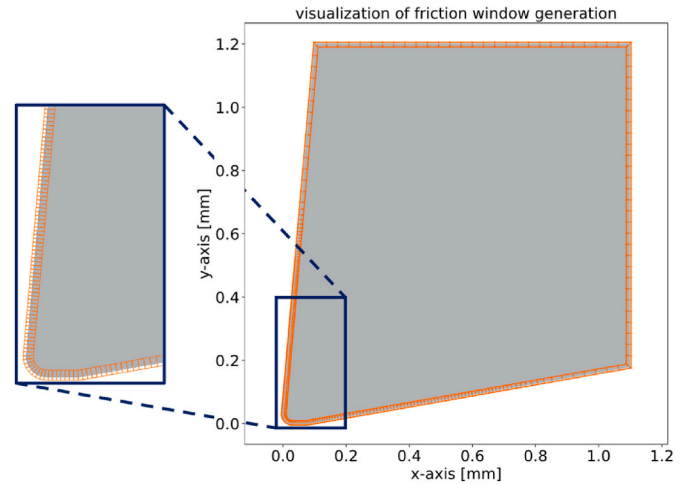 visualization of friction window generation
1.2
1.0
0.8
0.6
0.4
0.2
0.0
y-axis [mm]
0.0 0.2 0.4 0.6 0.8 1.0 1.2
x-axis [mm]